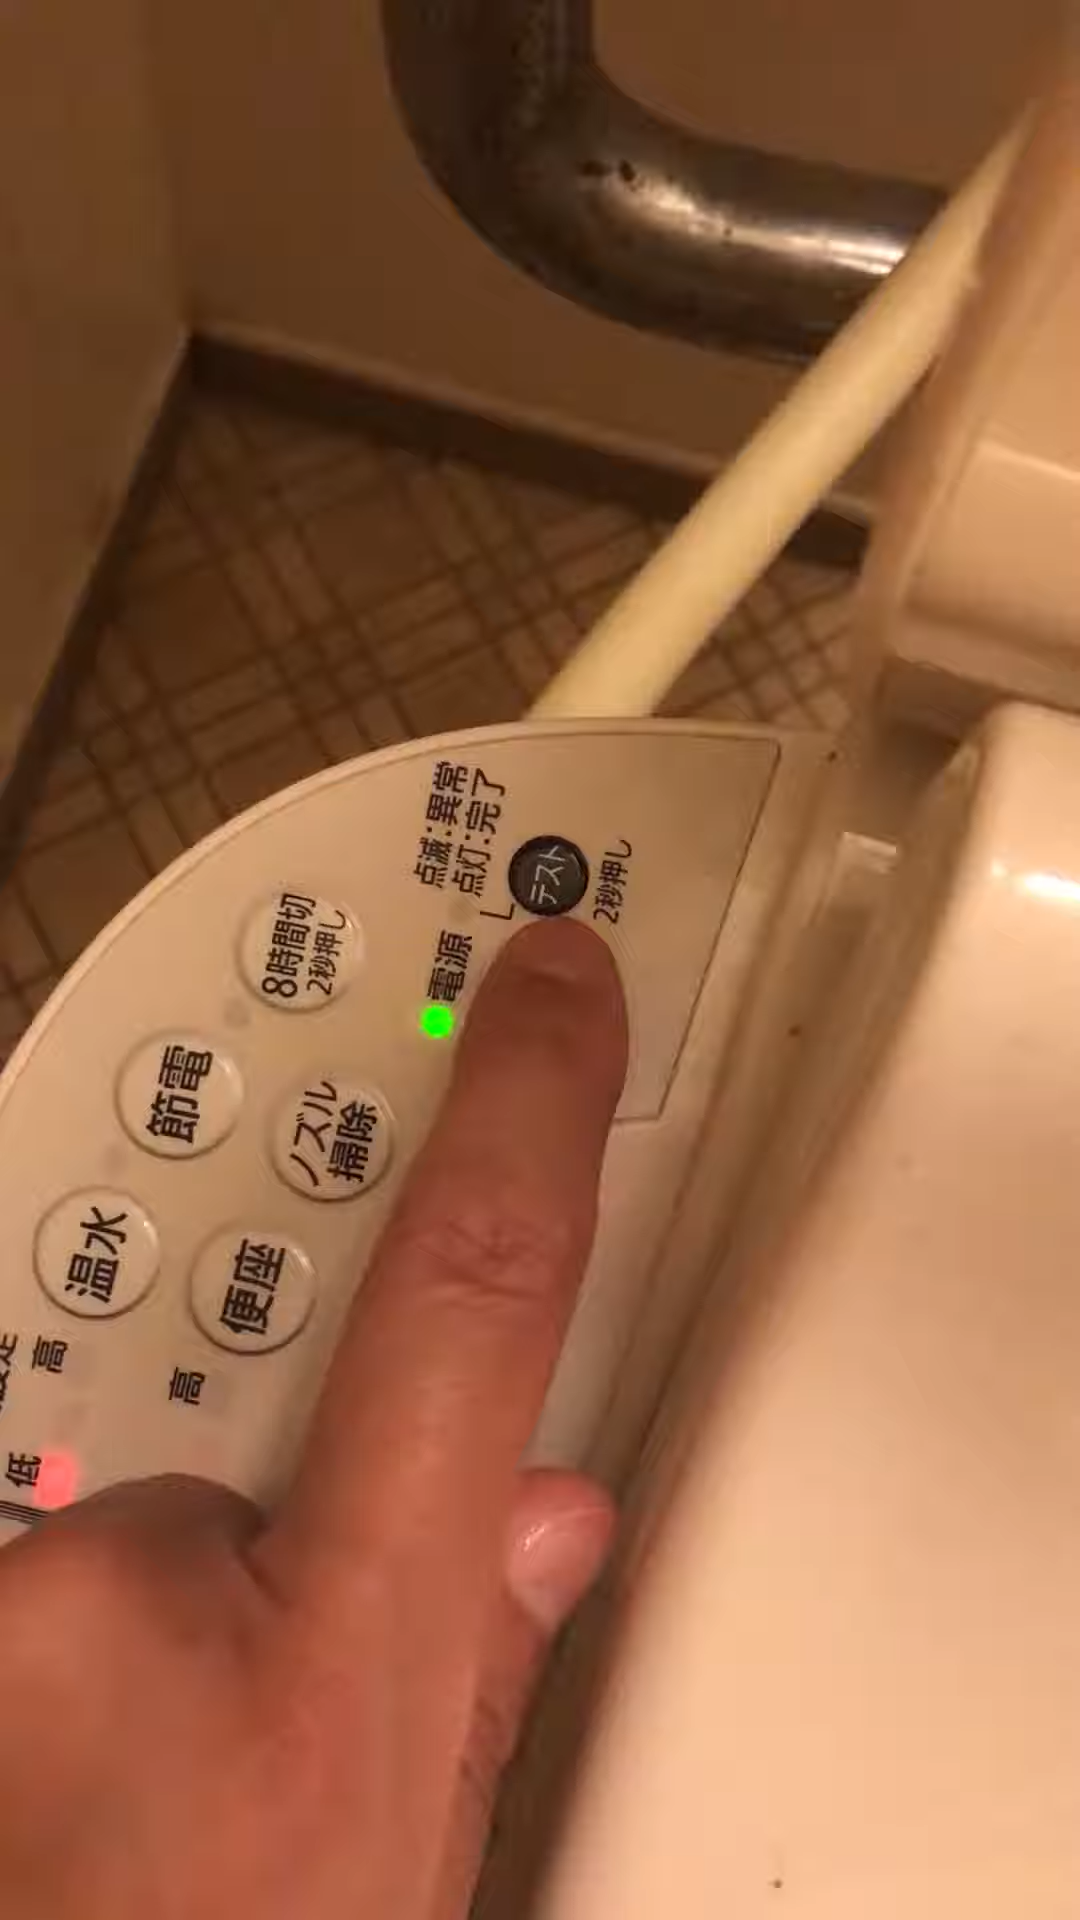 点滅:異常
点灯:完了
テスト
2秒押し
電源
8時間切
2秒押し
節電
ノズル
掃除
温水
便座
高
高
低